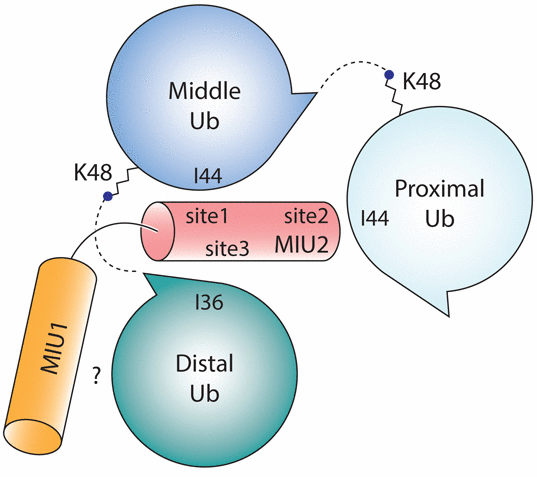 K48
Middle
Ub
I44
K48
Proximal
Ub
I44
site1
site2
site3
MIU2
MIU1
?
I36
Distal
Ub